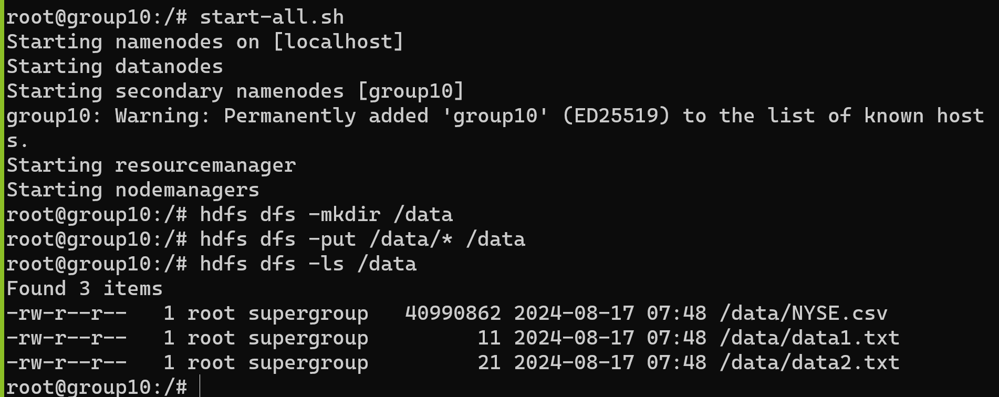 root@group10:/# start-all.sh
Starting namenodes on [localhost]
Starting datanodes
Starting secondary namenodes [group10]
group10: Warning: Permanently added 'group10' (ED25519) to the list of known host
s.
Starting resourcemanager
Starting nodemanagers
root@group10:/# hdfs dfs -mkdir /data
root@group10:/# hdfs dfs -put /data/* /data
root@group10:/# hdfs dfs -ls /data
Found 3 items
-rw-r--r--   1 root supergroup   40990862 2024-08-17 07:48 /data/NYSE.csv
-rw-r--r--   1 root supergroup         11 2024-08-17 07:48 /data/data1.txt
-rw-r--r--   1 root supergroup         21 2024-08-17 07:48 /data/data2.txt
root@group10:/#